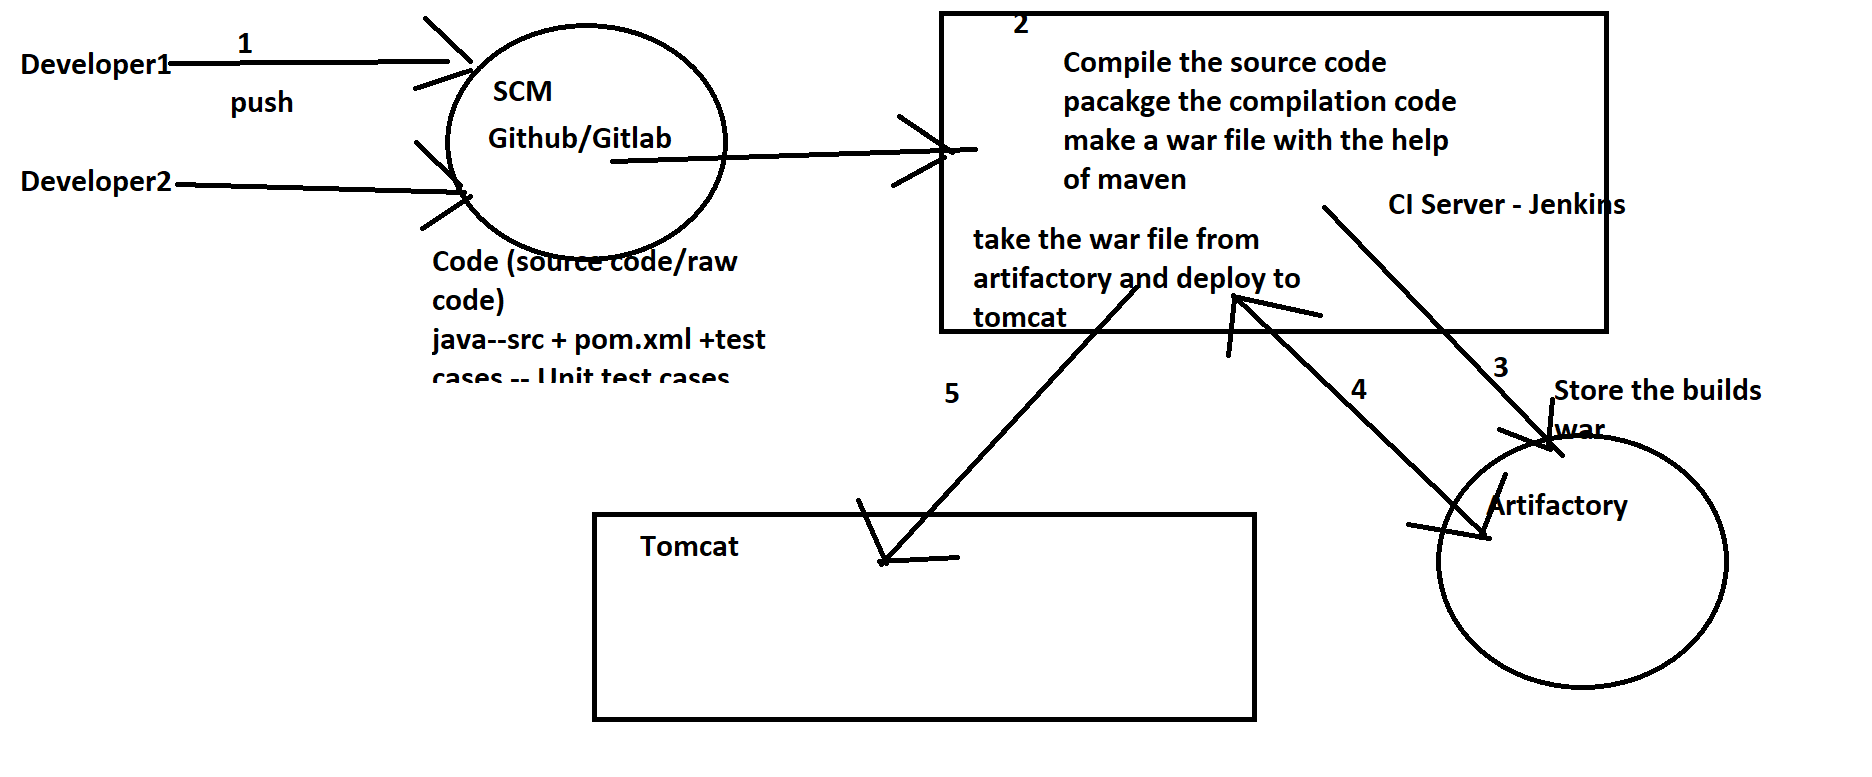 1
Developer1
push
Developer2
SCM
Github/Gitlab
Code (source code/raw
code)
java--src + pom.xml +test
cases -- Unit test cases
2
Compile the source code
pacakge the compilation code
make a war file with the help
of maven
CI Server - Jenkins
take the war file from
artifactory and deploy to
tomcat
3
Store the builds
war
4
5
Artifactory
Tomcat